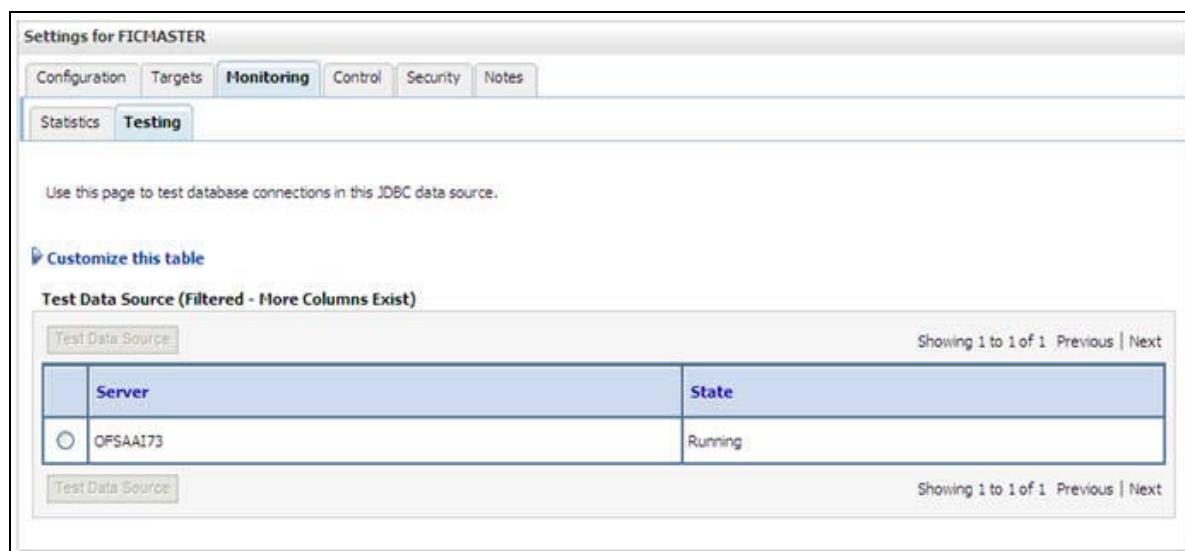 Settings for FICMASTER
Configuration Targets Monitoring Control Security Notes
Statistics Testing
Use this page to test database connections in this JDBC data source.
Customize this table
Test Data Source (Filtered - More Columns Exist)
Test Data Source Showing 1 to 1 of 1 Previous | Next
Server State
OFSAAI73 Running
Test Data Source Showing 1 to 1 of 1 Previous | Next